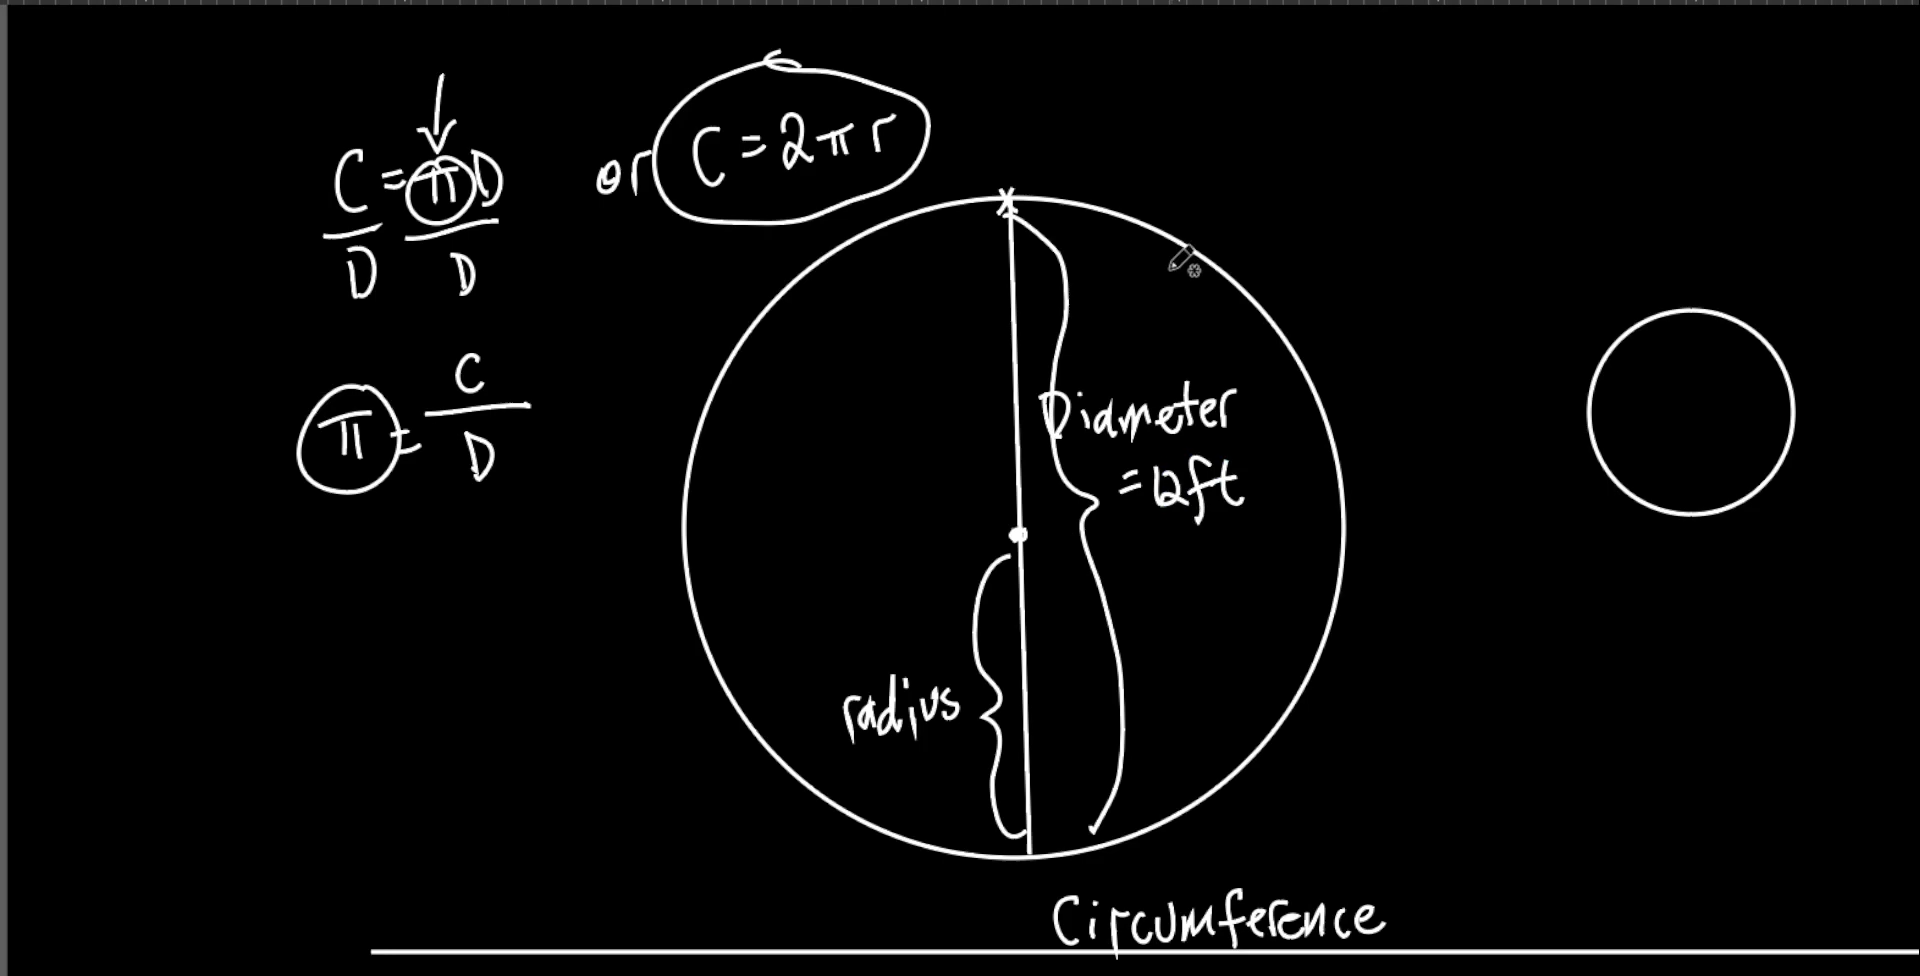 C = πD
D D
or C = 2πr
π = C
D
Diameter
= 12ft
radius
Circumference